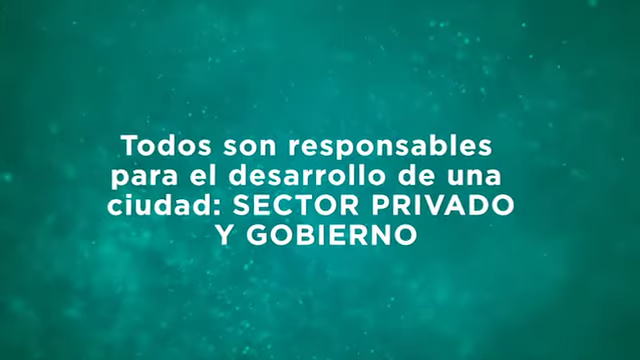 Todos son responsables
para el desarrollo de una
ciudad: SECTOR PRIVADO
Y GOBIERNO